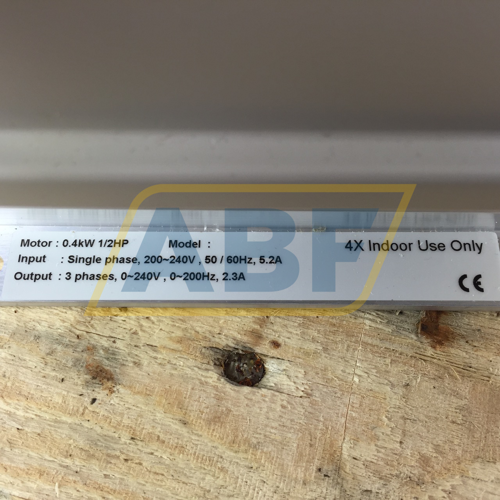 ABF
Motor : 0.4kW 1/2HP Model :
4X Indoor Use Only
Input : Single phase, 200~240V , 50 / 60Hz, 5.2A
Output : 3 phases, 0~240V , 0~200Hz, 2.3A
CE